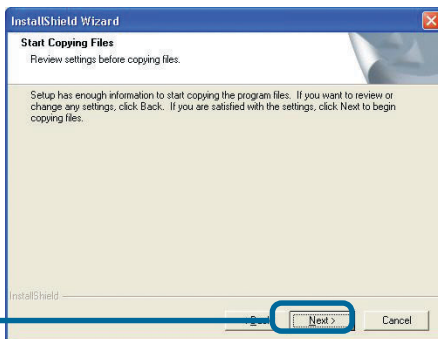 InstallShield Wizard
Start Copying Files
Review settings before copying files.
Setup has enough information to start copying the program files. If you want to review or
change any settings, click Back. If you are satisfied with the settings, click Next to begin
copying files.
InstallShield
Next > Cancel